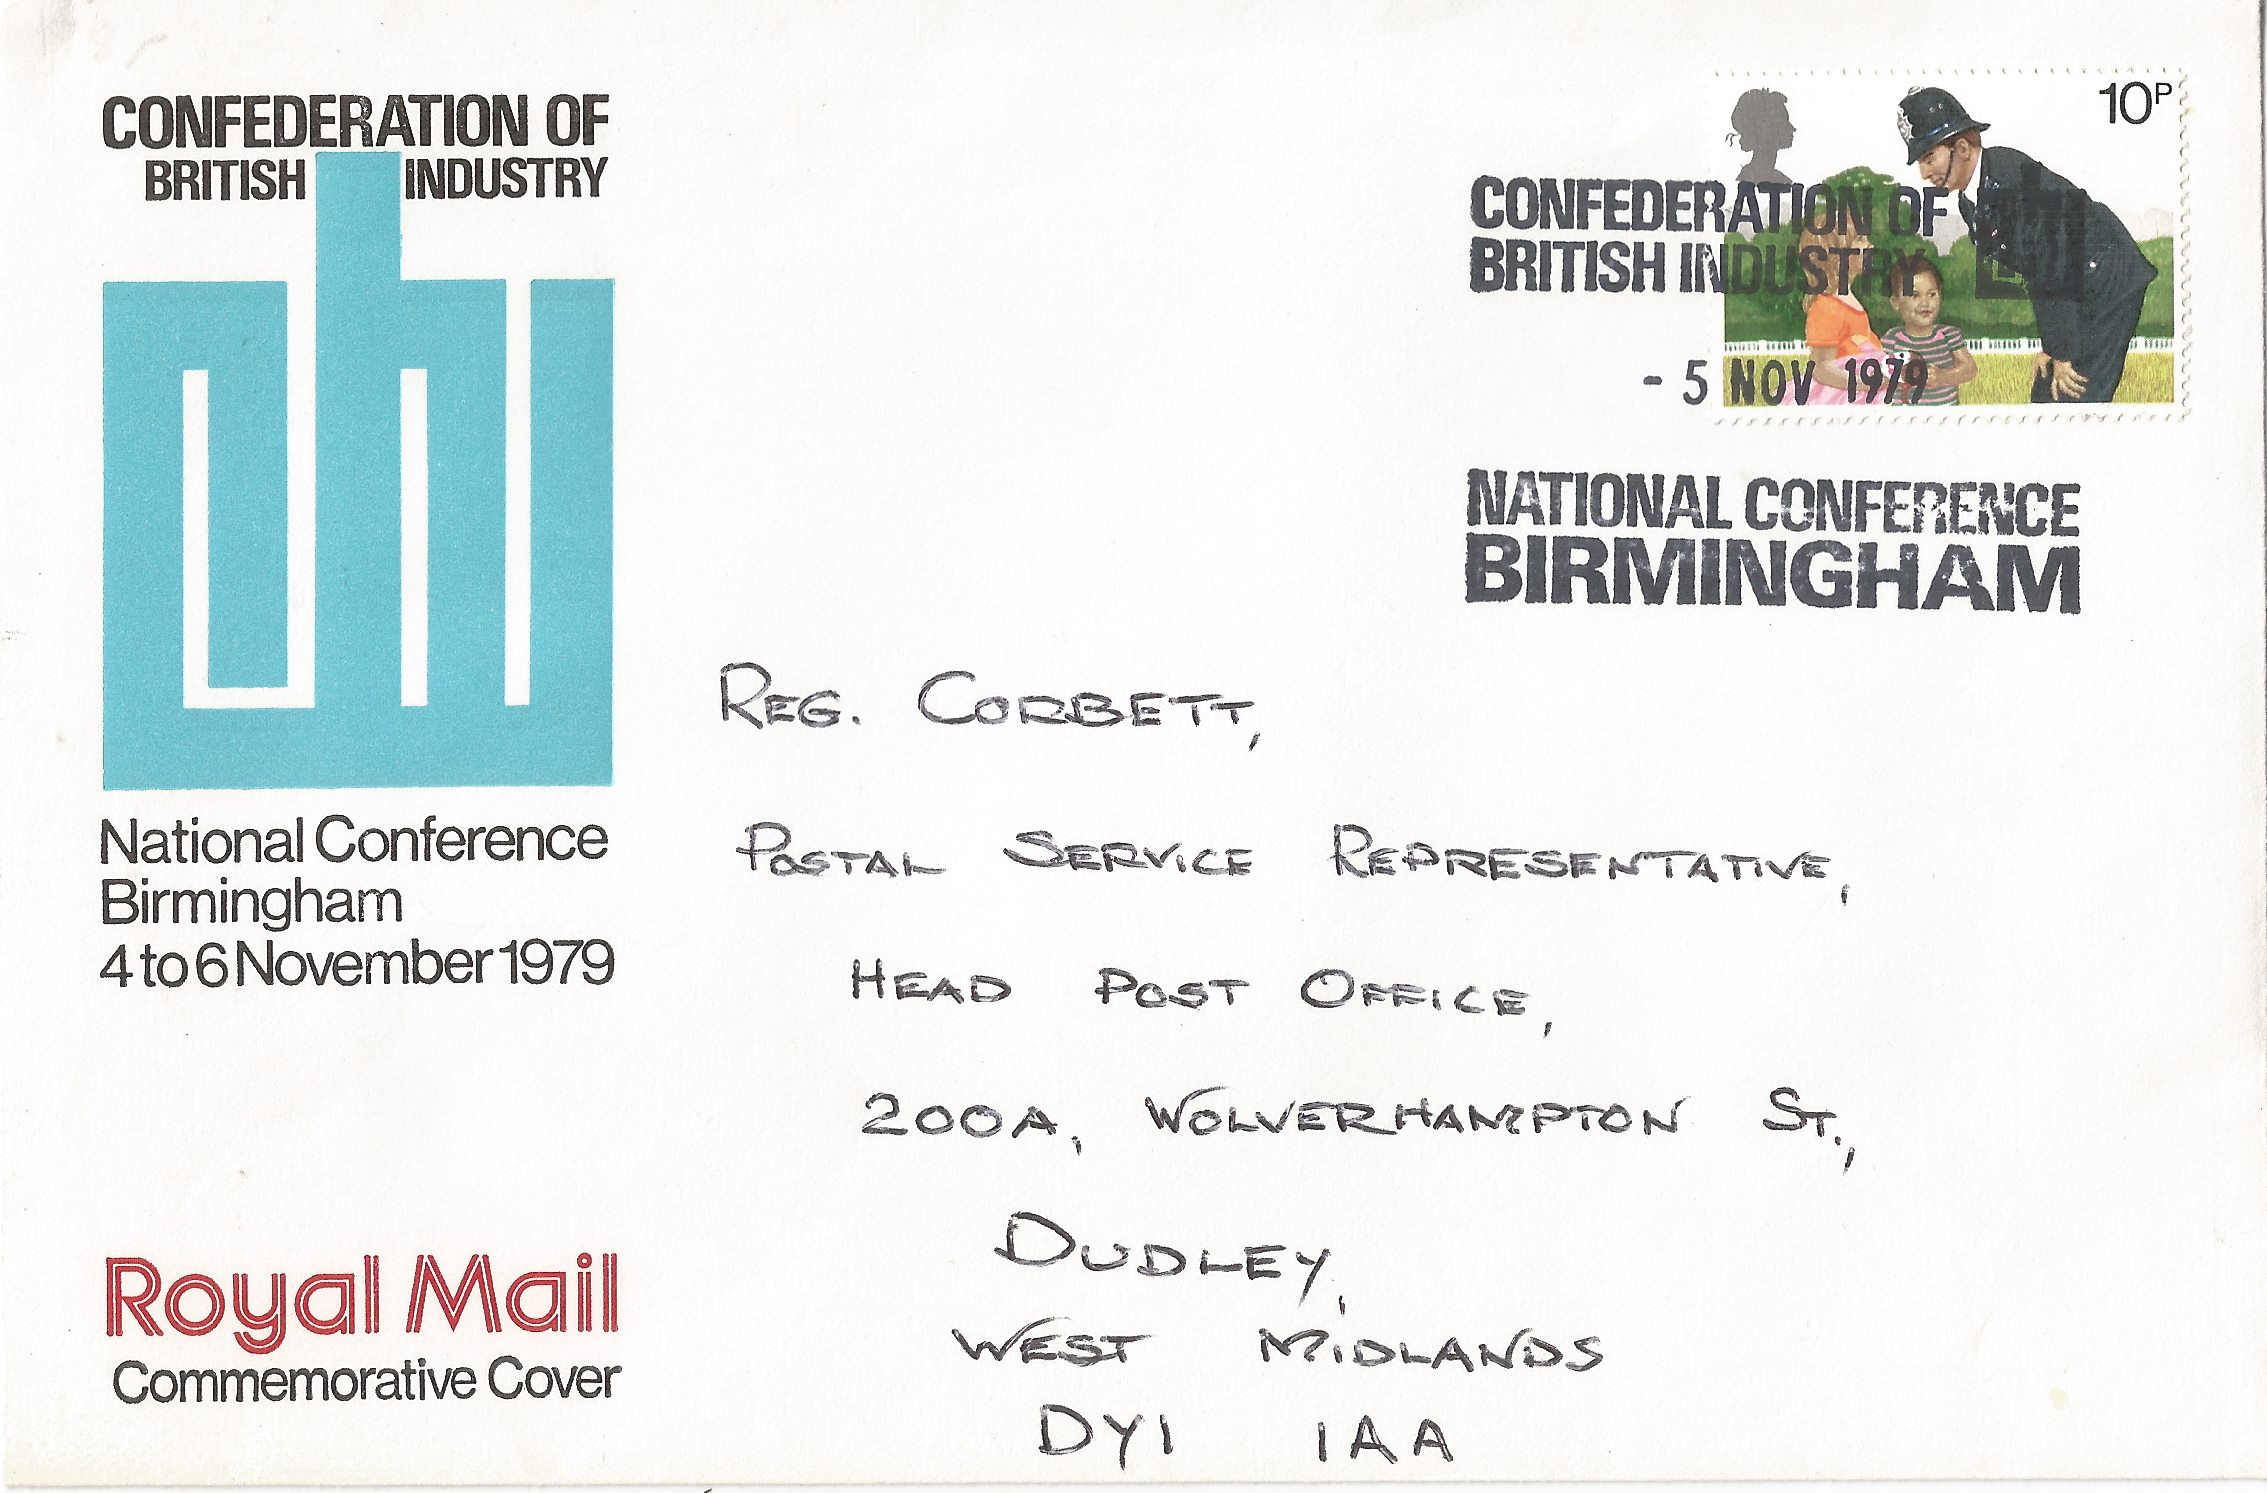 CONFEDERATION OF
BRITISH INDUSTRY
National Conference
Birmingham
4 to 6 November 1979
Royal Mail
Commemorative Cover
10P
CONFEDERATION OF
BRITISH INDUSTRY
- 5 NOV 1979
NATIONAL CONFERENCE
BIRMINGHAM
REG. CORBETT,
POSTAL SERVICE REPRESENTATIVE,
HEAD POST OFFICE,
200A, WOLVERHAMPTON ST.,
DUDLEY,
WEST MIDLANDS
DY1 1AA